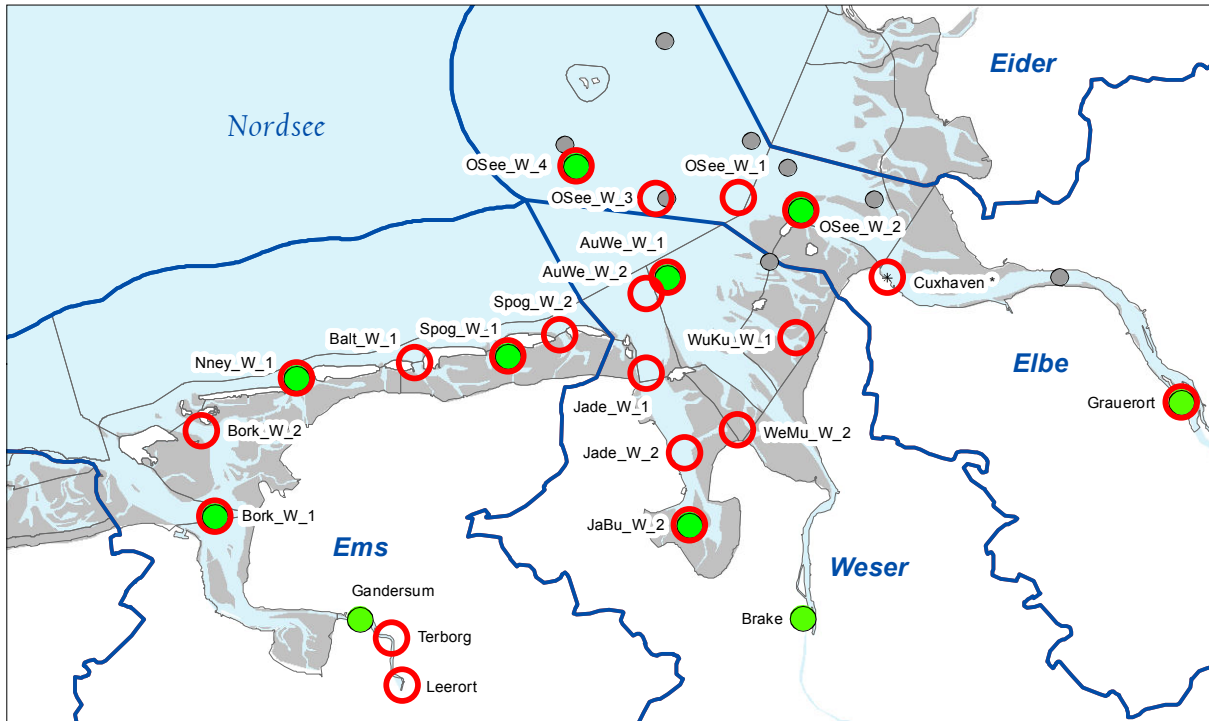 Eider
Nordsee
OSee_W_4
OSee_W_1
OSee_W_3
OSee_W_2
AuWe_W_1
AuWe_W_2
Cuxhaven *
Spog_W_2
Spog_W_1
Balt_W_1
WuKu_W_1
Nney_W_1
Elbe
Grauerort
Jade_W_1
Bork_W_2
WeMu_W_2
Jade_W_2
Bork_W_1
JaBu_W_2
Ems
Weser
Gandersum
Brake
Terborg
Leerort